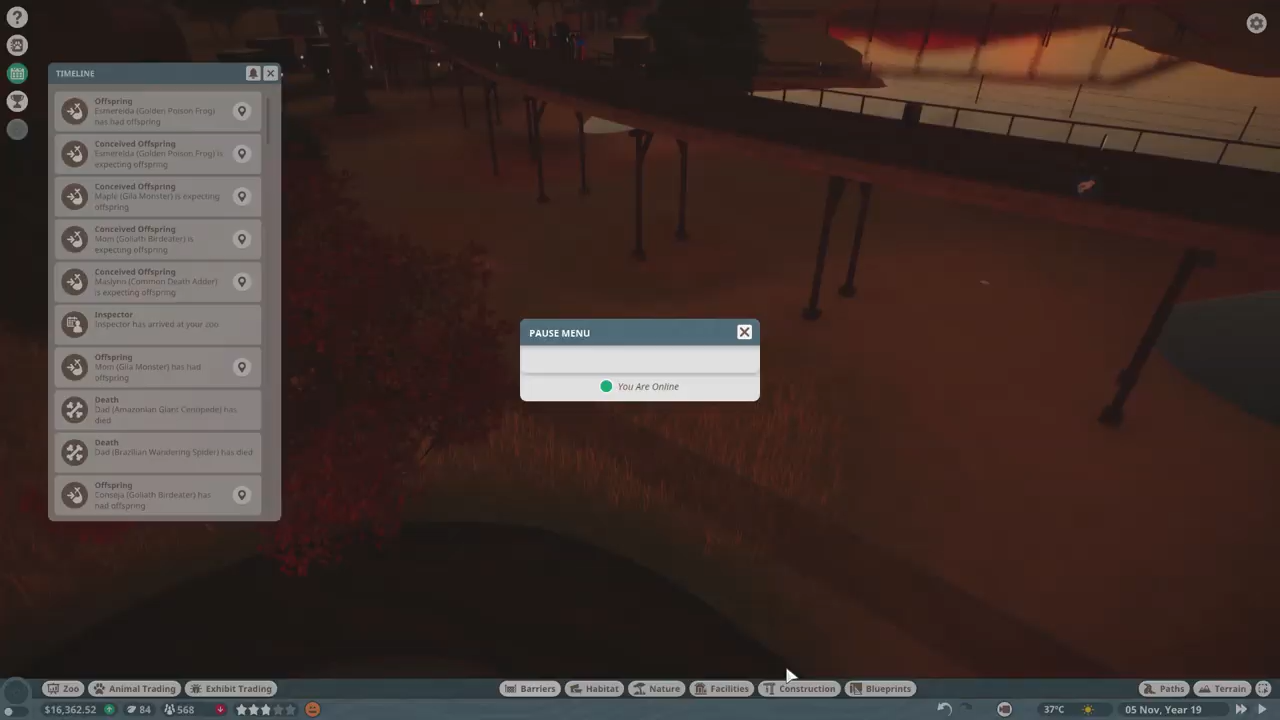 ?
TIMELINE
Offspring
Esmerelda (Golden Poison Frog)
has had offspring
Conceived Offspring
Esmerelda (Golden Poison Frog) is
expecting offspring
Conceived Offspring
Maple (Gila Monster) is expecting
offspring
Conceived Offspring
Mom (Goliath Birdeater) is
expecting offspring
Conceived Offspring
Maslynn (Common Death Adder)
is expecting offspring
Inspector
Inspector has arrived at your zoo
Offspring
Mom (Gila Monster) has had
offspring
Death
Dad (Amazonian Giant Centipede) has
died
Death
Dad (Brazilian Wandering Spider) has died
Offspring
Conseja (Goliath Birdeater) has
had offspring
PAUSE MENU
You Are Online
Zoo
Animal Trading
Exhibit Trading
Barriers
Habitat
Nature
Facilities
Construction
Blueprints
Paths
Terrain
$16,362.52
84
568
37°C
05 Nov, Year 19